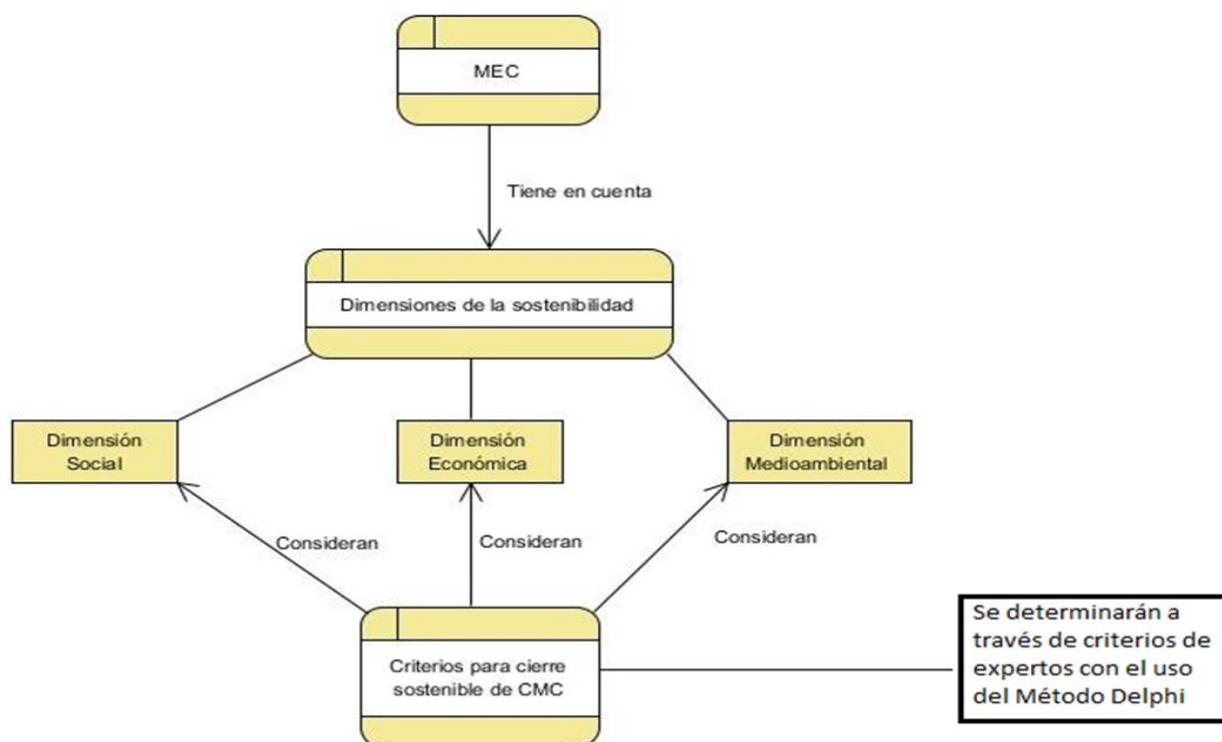 MEC
Tiene en cuenta
Dimensiones de la sostenibilidad
Dimensión
Social
Dimensión
Económica
Dimensión
Medioambiental
Consideran
Consideran
Consideran
Criterios para cierre
sostenible de CMC
Se determinarán a
través de criterios de
expertos con el uso
del Método Delphi